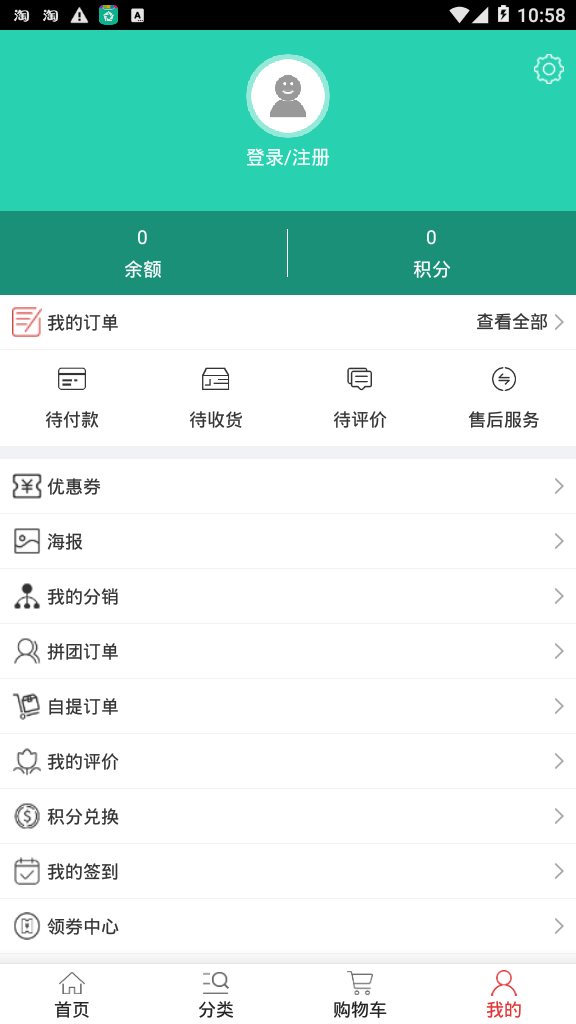 淘 淘 A 10:58
登录/注册
0 0
余额 积分
我的订单 查看全部
待付款 待收货 待评价 售后服务
优惠券
海报
我的分销
拼团订单
自提订单
我的评价
积分兑换
我的签到
领券中心
首页 分类 购物车 我的